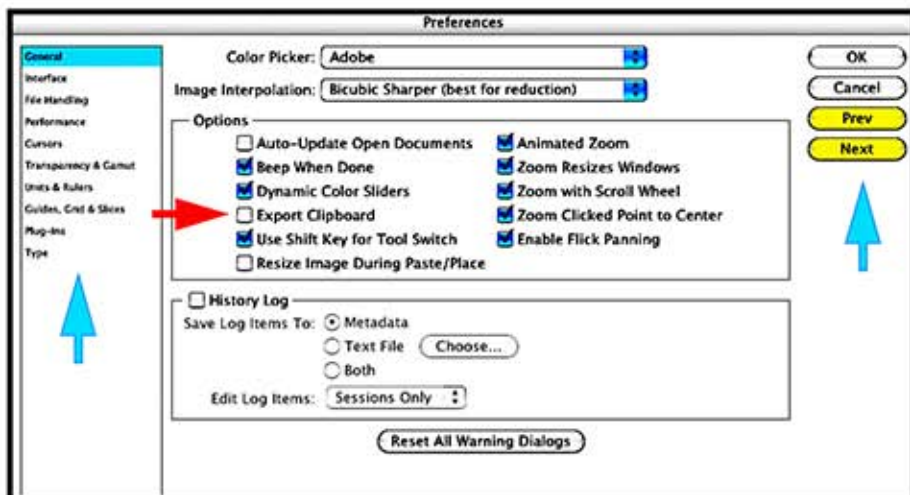 Preferences
General
Interface
File Handling
Performance
Cursors
Transparency & Gamut
Units & Rulers
Guides, Grid & Slices
Plug-Ins
Type
Color Picker: Adobe
Image Interpolation: Bicubic Sharper (best for reduction)
Options
Auto-Update Open Documents
Beep When Done
Dynamic Color Sliders
Export Clipboard
Use Shift Key for Tool Switch
Resize Image During Paste/Place
Animated Zoom
Zoom Resizes Windows
Zoom with Scroll Wheel
Zoom Clicked Point to Center
Enable Flick Panning
History Log
Save Log Items To: Metadata
Text File Choose...
Both
Edit Log Items: Sessions Only
Reset All Warning Dialogs
OK
Cancel
Prev
Next